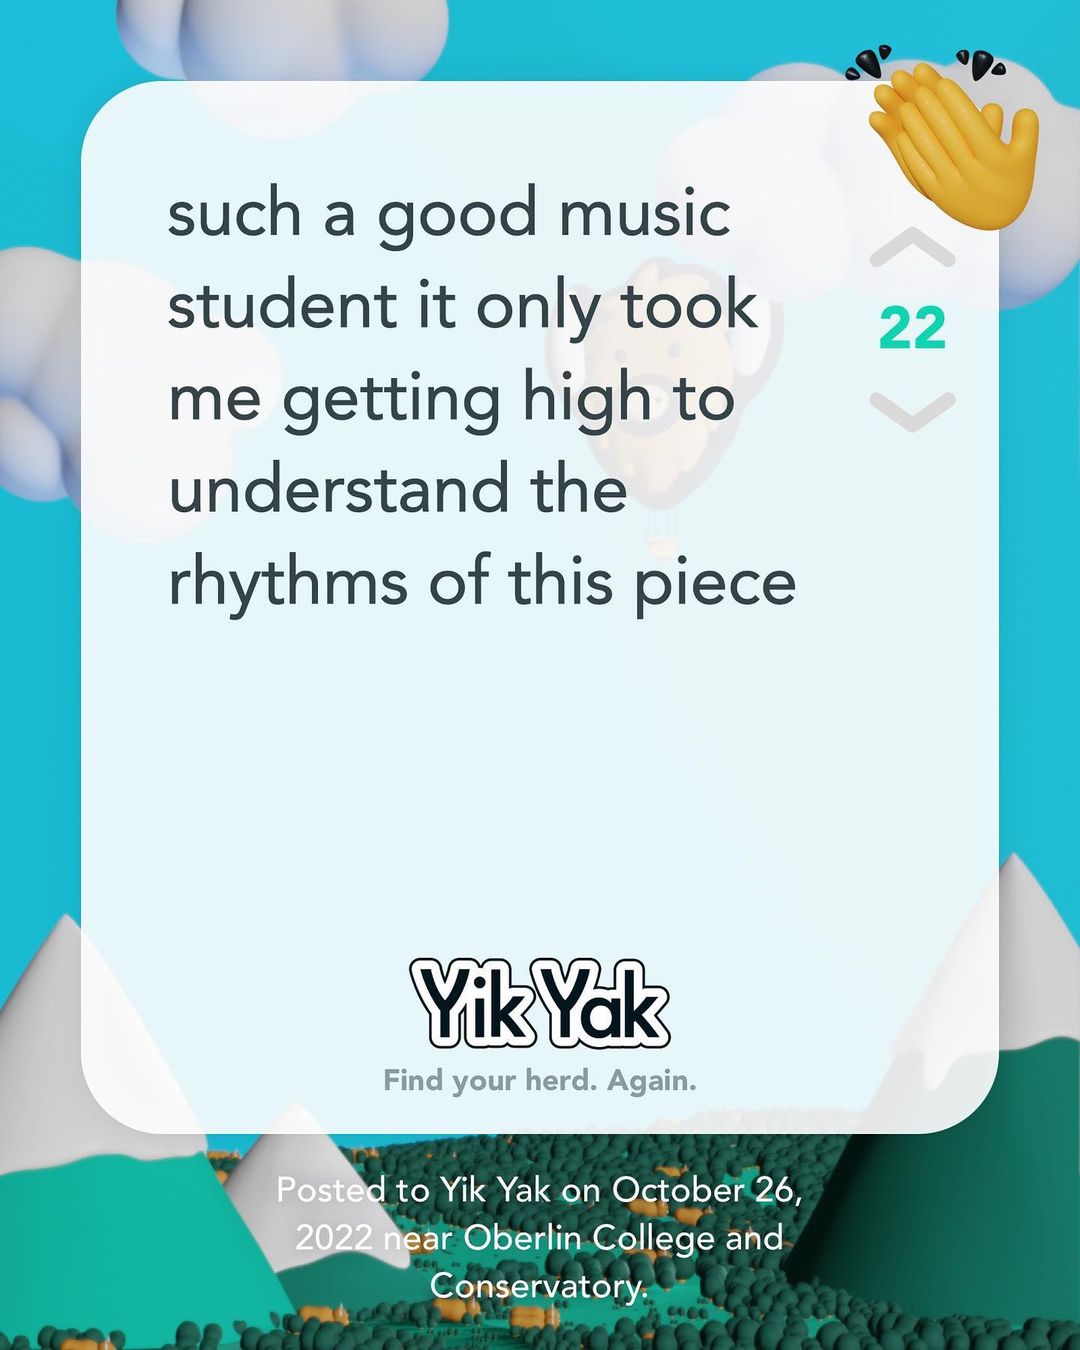 such a good music
student it only took
me getting high to
understand the
rhythms of this piece
22
Yik Yak
Find your herd. Again.
Posted to Yik Yak on October 26,
2022 near Oberlin College and
Conservatory.